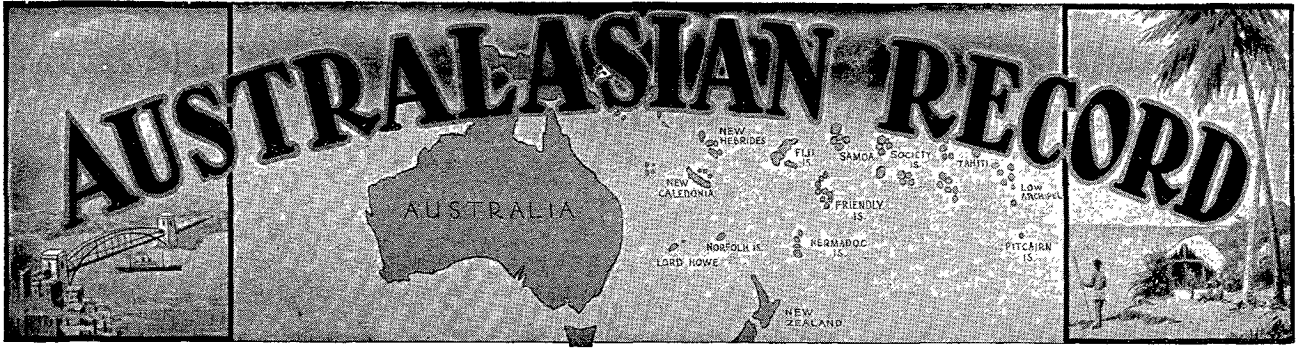 AUSTRALASIAN RECORD
NEW
HEBRIDES
FIJI
IS.
SAMOA
SOCIETY
IS.
TAHITI
NEW
CALEDONIA
LOW
ARCHIPEL
AUSTRALIA
FRIENDLY
IS.
NORFOLK IS.
LORD HOWE
KERMADOC
IS.
PITCAIRN
IS.
NEW
ZEALAND